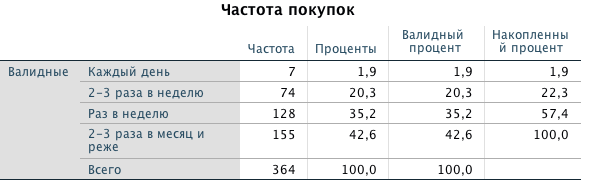 Частота покупок
Частота Проценты Валидный процент Накопленны й процент
Валидные Каждый день 7 1,9 1,9 1,9
2–3 раза в неделю 74 20,3 20,3 22,3
Раз в неделю 128 35,2 35,2 57,4
2–3 раза в месяц и реже 155 42,6 42,6 100,0
Всего 364 100,0 100,0